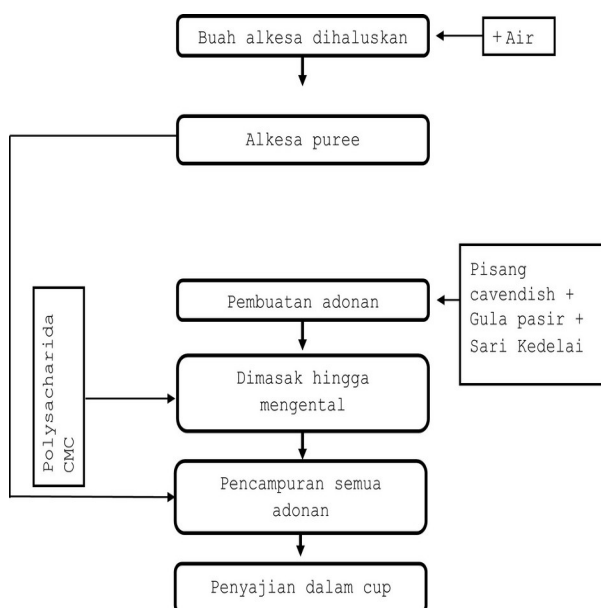 Buah alkesa dihaluskan
+Air
Alkesa puree
Pisang
cavendish +
Gula pasir +
Sari Kedelai
Pembuatan adonan
Polysacharida
CMC
Dimasak hingga
mengental
Pencampuran semua
adonan
Penyajian dalam cup